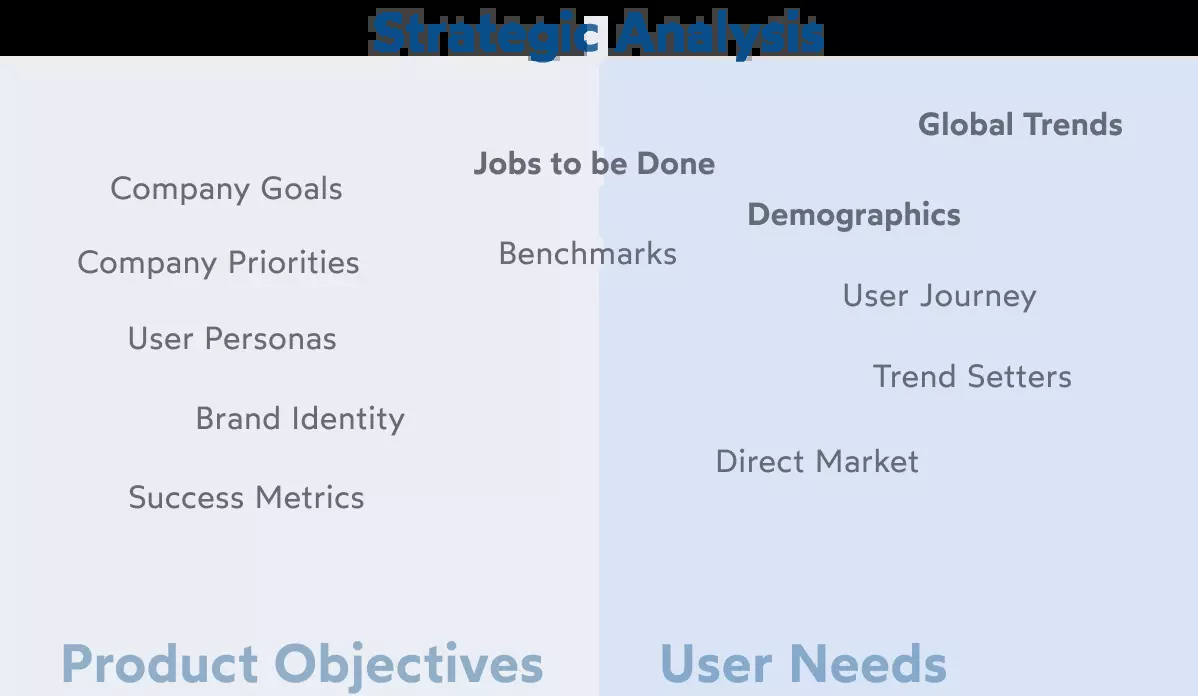 Strategic Analysis
Global Trends
Jobs to be Done
Company Goals
Demographics
Benchmarks
Company Priorities
User Journey
User Personas
Trend Setters
Brand Identity
Direct Market
Success Metrics
Product Objectives
User Needs